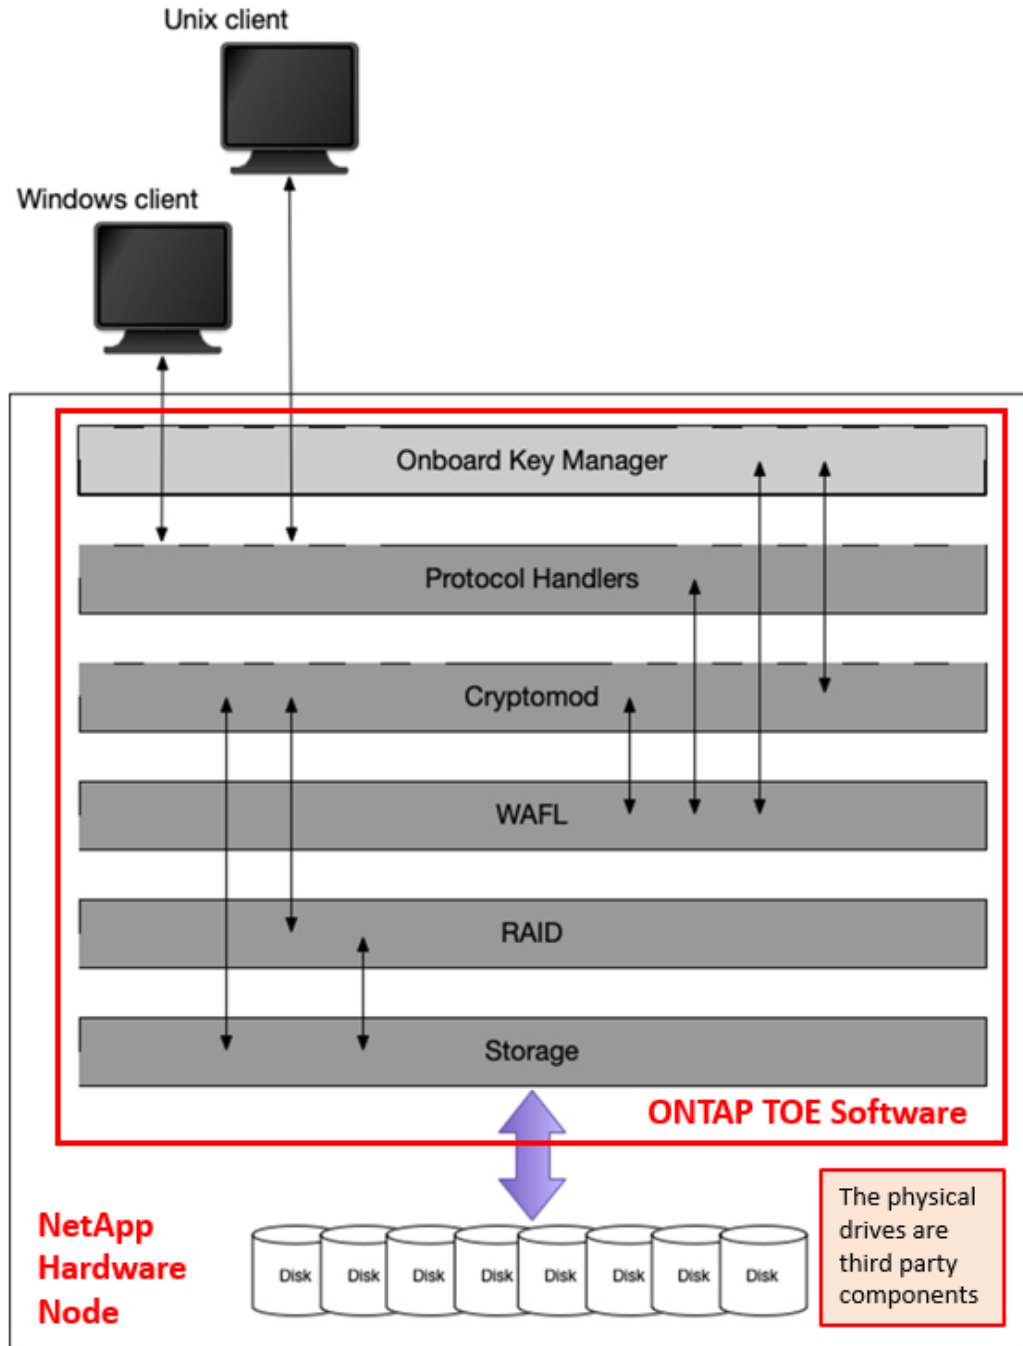 Unix client
Windows client
Onboard Key Manager
Protocol Handlers
Cryptomod
WAFL
RAID
Storage
ONTAP TOE Software
NetApp
Hardware
Node
Disk Disk Disk Disk Disk Disk Disk Disk
The physical
drives are
third party
components